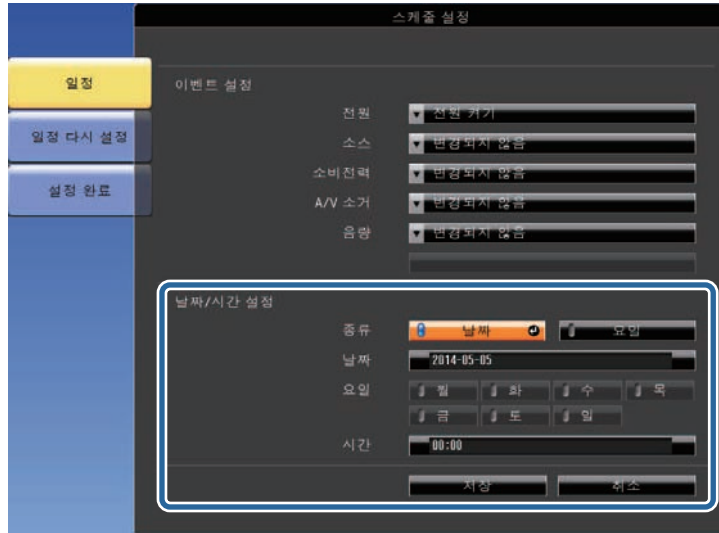 스케줄 설정
일정
일정 다시 설정
설정 완료
이벤트 설정
전원 전원 켜기
소스 변경되지 않음
소비전력 변경되지 않음
A/V 소거 변경되지 않음
음량 변경되지 않음
날짜/시간 설정
종류 날짜 요일
날짜 2014-05-05
요일 월 화 수 목
금 토 일
시간 00:00
저장 취소